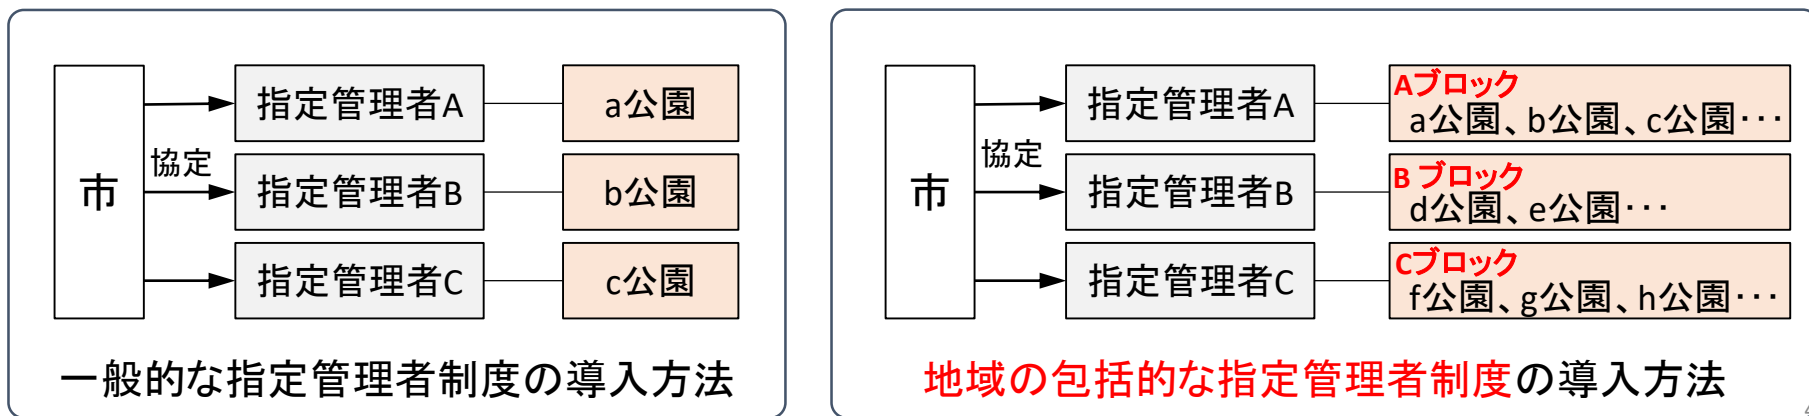 市
協定
指定管理者A
a公園
指定管理者B
b公園
指定管理者C
c公園
一般的な指定管理者制度の導入方法
市
協定
指定管理者A
Aブロック
a公園、b公園、c公園･･･
指定管理者B
B ブロック
d公園、e公園･･･
指定管理者C
Cブロック
f公園、g公園、h公園･･･
地域の包括的な指定管理者制度の導入方法